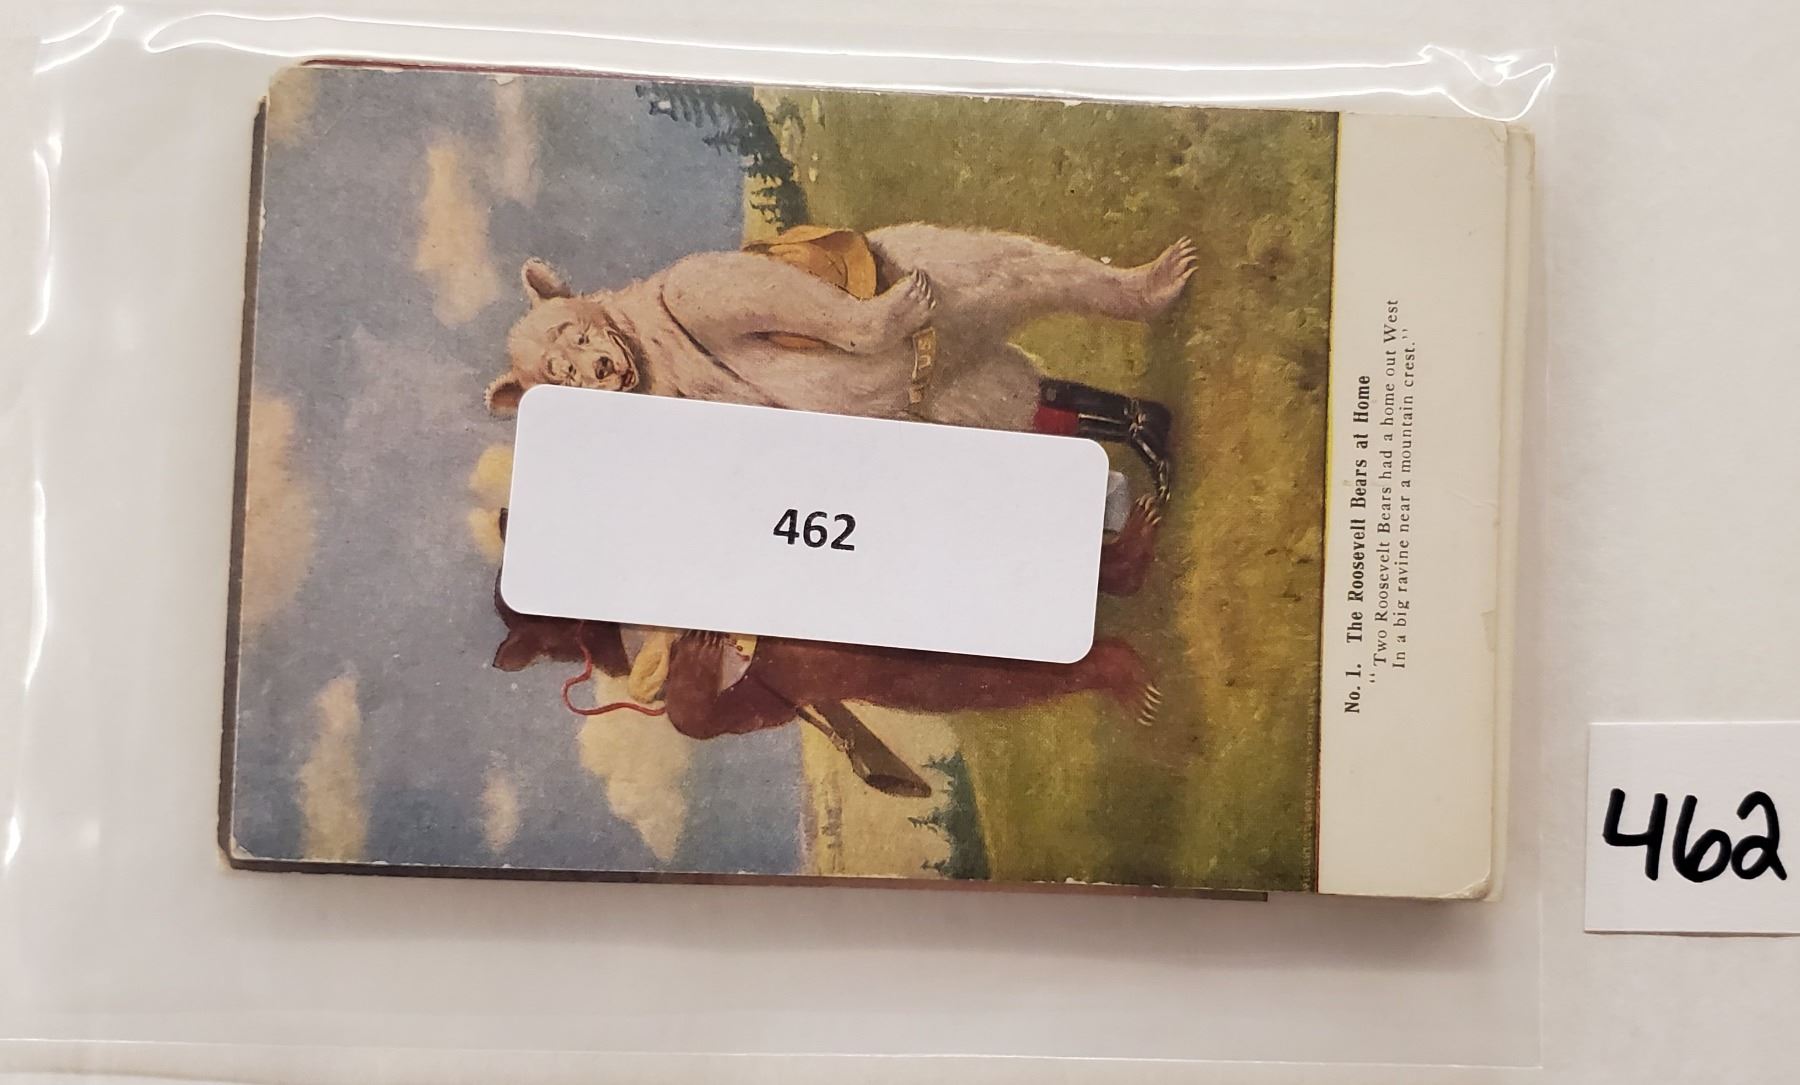 462
US
No. 1. The Roosevelt Bears at Home
"Two Roosevelt Bears had a home out West
In a big ravine near a mountain crest."
462